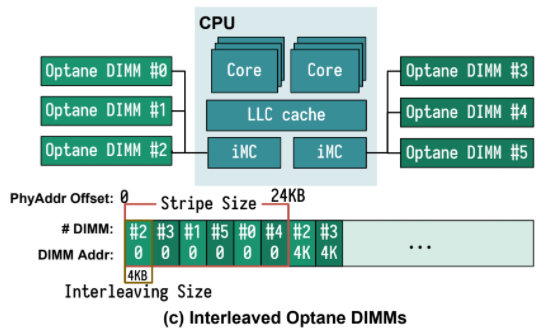 CPU
Optane DIMM #0
Optane DIMM #1
Optane DIMM #2
Core
Core
LLC cache
iMC
iMC
Optane DIMM #3
Optane DIMM #4
Optane DIMM #5
PhyAddr Offset: 0 Stripe Size 24KB
# DIMM: #2 #3 #1 #5 #0 #4 #2 #3
DIMM Addr: 0 0 0 0 0 0 4K 4K ...
4KB
Interleaving Size
(c) Interleaved Optane DIMMs